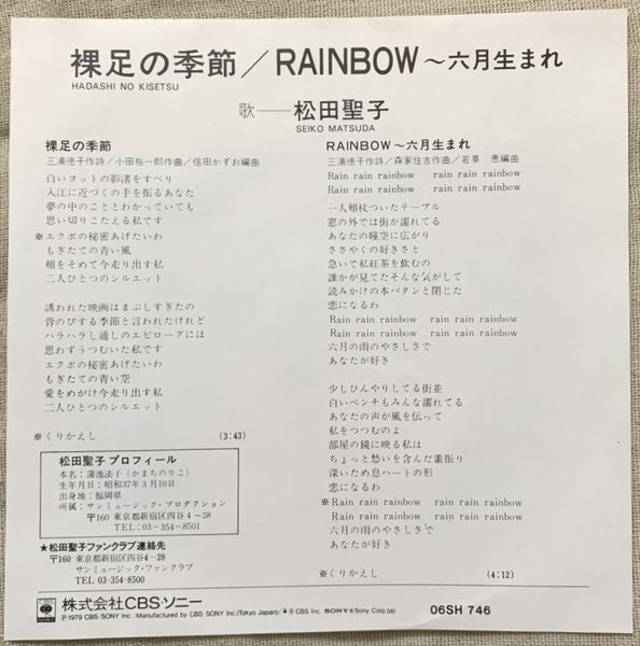 裸足の季節／RAINBOW～六月生まれ
HADASHI NO KISETSU
歌──松田聖子
SEIKO MATSUDA
裸足の季節
三浦徳子作詩／小田裕一郎作曲／信田かずお編曲
白いヨットの影渚をすべり
入江に近づくの手を振るあなた
夢の中のこととわかっていても
思い切りこたえる私です
※エクボの秘密あげたいわ
もぎたての青い風
頬をそめて今走り出す私
二人ひとつのシルエット
誘われた映画はまぶしすぎたの
背のびする季節と言われたけれど
ハラハラし通しのエピローグには
思わずうつむいた私です
エクボの秘密あげたいわ
もぎたての青い空
愛をめがけ今走り出す私
二人ひとつのシルエット
※くりかえし (3:43)
松田聖子プロフィール
本名：蒲池法子(かまちのりこ)
生年月日：昭和37年3月10日
出身地：福岡県
所属：サンミュージック・プロダクション
〒160 東京都新宿区四谷4－28
TEL：03－354－8501
★松田聖子ファンクラブ連絡先
〒160 東京都新宿区四谷4－28
サンミュージック・ファンクラブ
TEL 03-354-8500
RAINBOW～六月生まれ
三浦徳子作詩／森家住吉作曲／若草 恵編曲
Rain rain rainbow rain rain rainbow
Rain rain rainbow rain rain rainbow
一人頬杖ついたテーブル
窓の外では街が濡れてる
あなたの瞳空に広がり
ささやくの好きさと
急いで私紅茶を飲むの
誰かが見てたそんな気がして
読みかけの本パタンと閉じた
恋になるわ
Rain rain rainbow rain rain rainbow
Rain rain rainbow rain rain rainbow
六月の雨のやさしさで
あなたが好き
少しひんやりしてる街並
白いベンチもみんな濡れてる
あなたの声が風を伝って
私をつつむのよ
部屋の鏡に映る私は
ちょっと愁いを含んだ素振り
深いため息ハートの形
恋になるわ
※Rain rain rainbow rain rain rainbow
Rain rain rainbow rain rain rainbow
六月の雨のやさしさで
あなたが好き
※くりかえし (4:12)
株式会社CBS・ソニー
℗1979 CBS/SONY Inc./Manufactured by CBS/SONY Inc.(Tokyo Japan)/ ® CBS Inc. SONY® Sony Corp.(js)
06SH 746